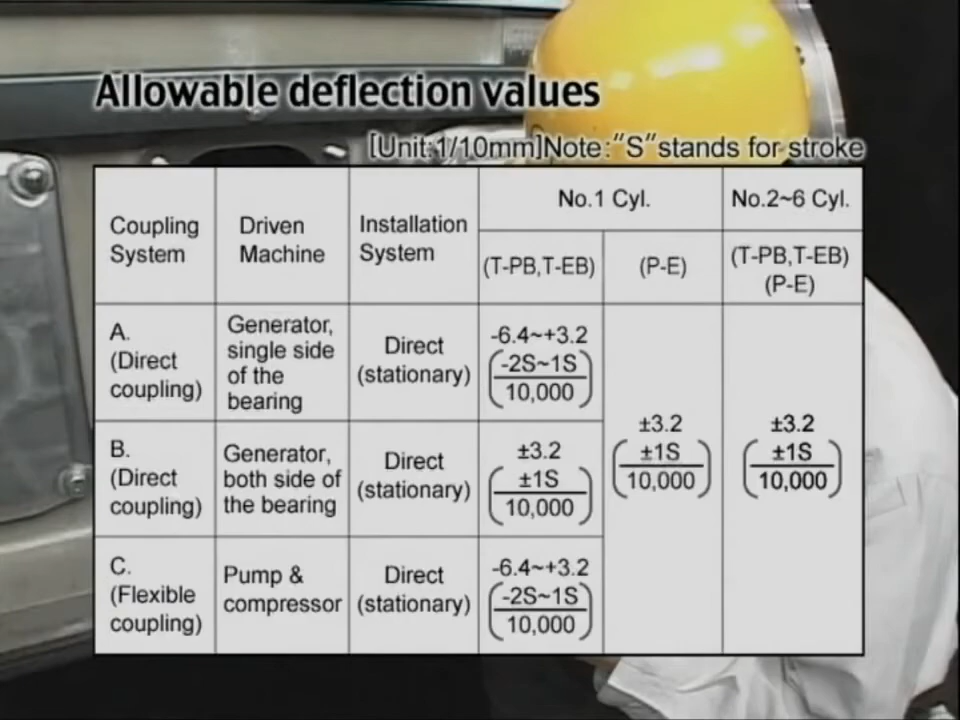 Allowable deflection values
[Unit:1/10mm]Note:"S"stands for stroke
Coupling
System
Driven
Machine
Installation
System
No.1 Cyl.
No.2~6 Cyl.
(T-PB,T-EB)
(P-E)
(T-PB,T-EB)
(P-E)
A.
(Direct
coupling)
Generator,
single side
of the
bearing
Direct
(stationary)
-6.4~+3.2
(-2S~1S
10,000)
B.
(Direct
coupling)
Generator,
both side of
the bearing
Direct
(stationary)
±3.2
(±1S
10,000)
C.
(Flexible
coupling)
Pump &
compressor
Direct
(stationary)
-6.4~+3.2
(-2S~1S
10,000)
±3.2
(±1S
10,000)
±3.2
(±1S
10,000)